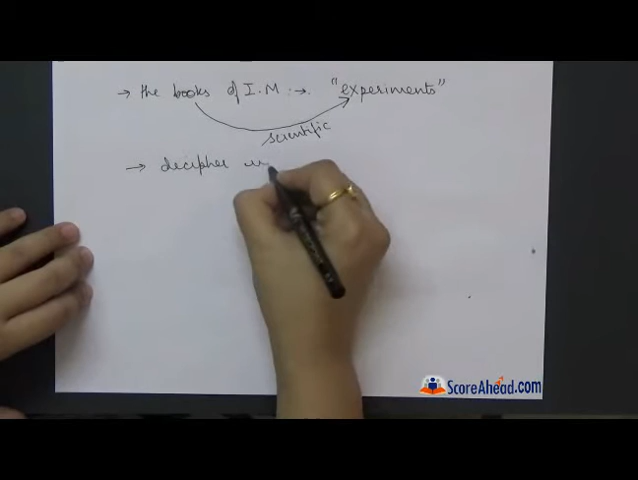 → the books of I.M :→. "experiments"
scientific
→ decipher
ScoreAhead.com